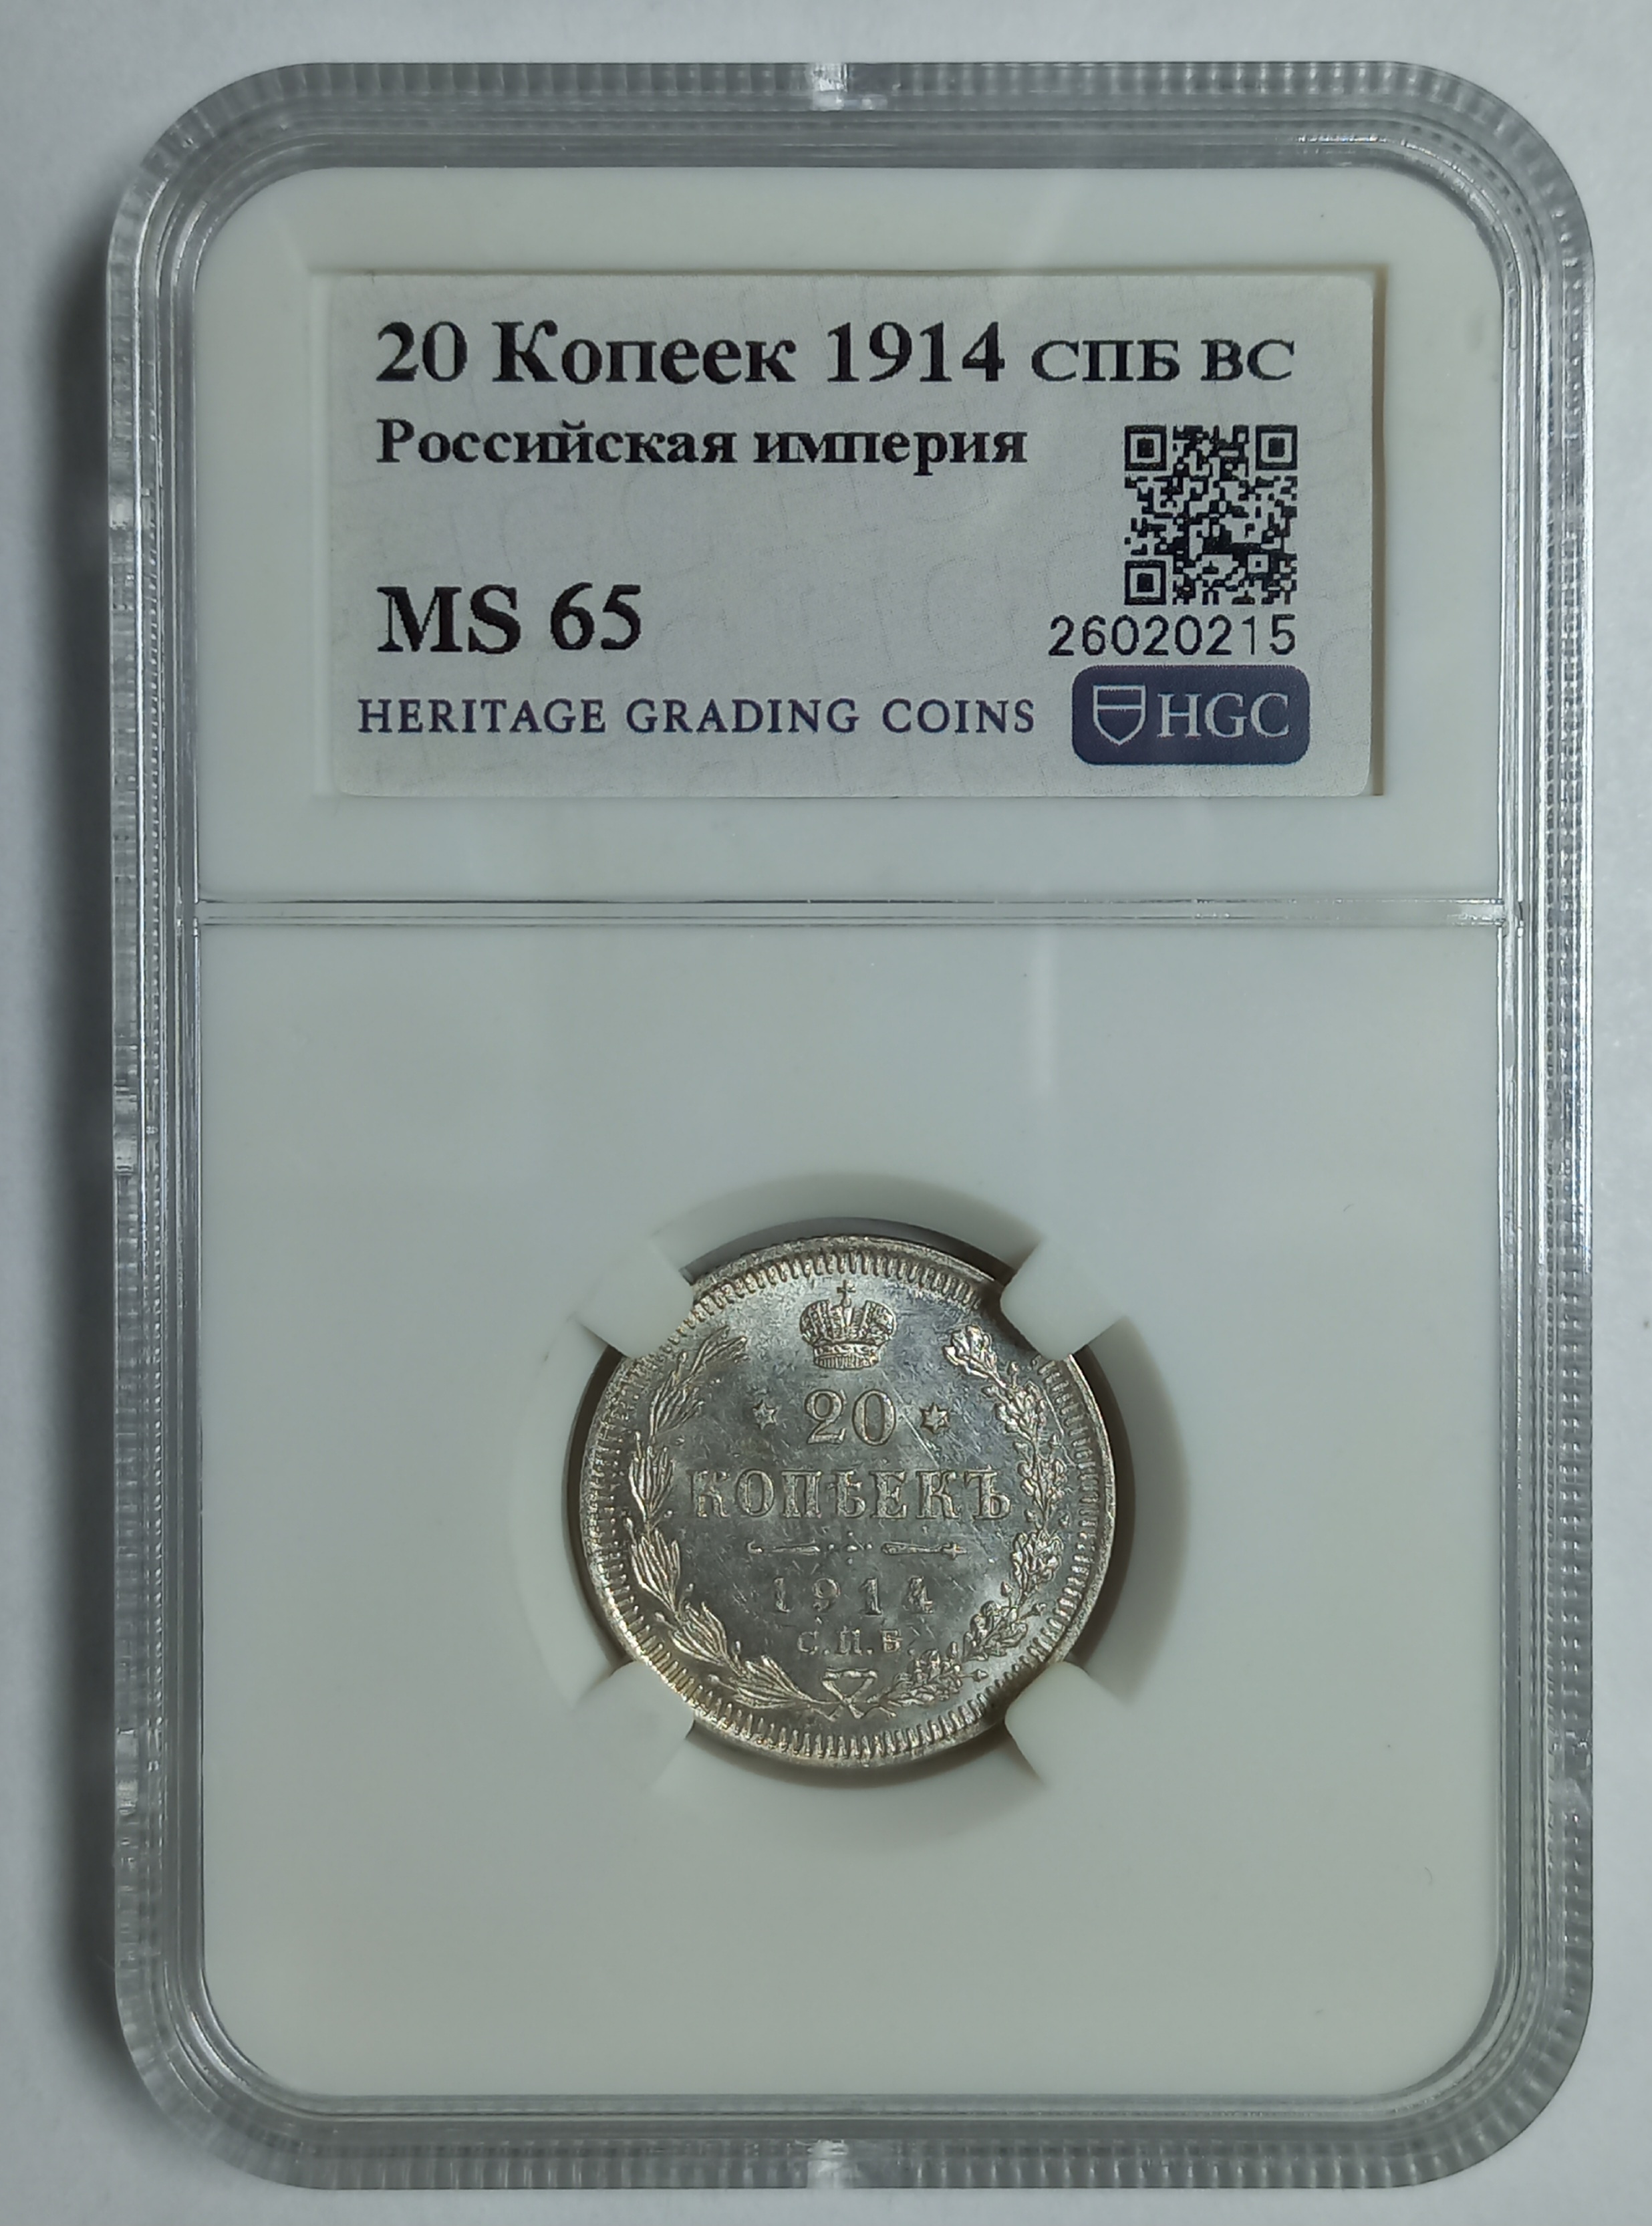 20 Копеек 1914 СПБ ВС
Российская империя
MS 65
26020215
HERITAGE GRADING COINS
HGC
20
КОПѢЕКЪ
1914
С.П.Б.